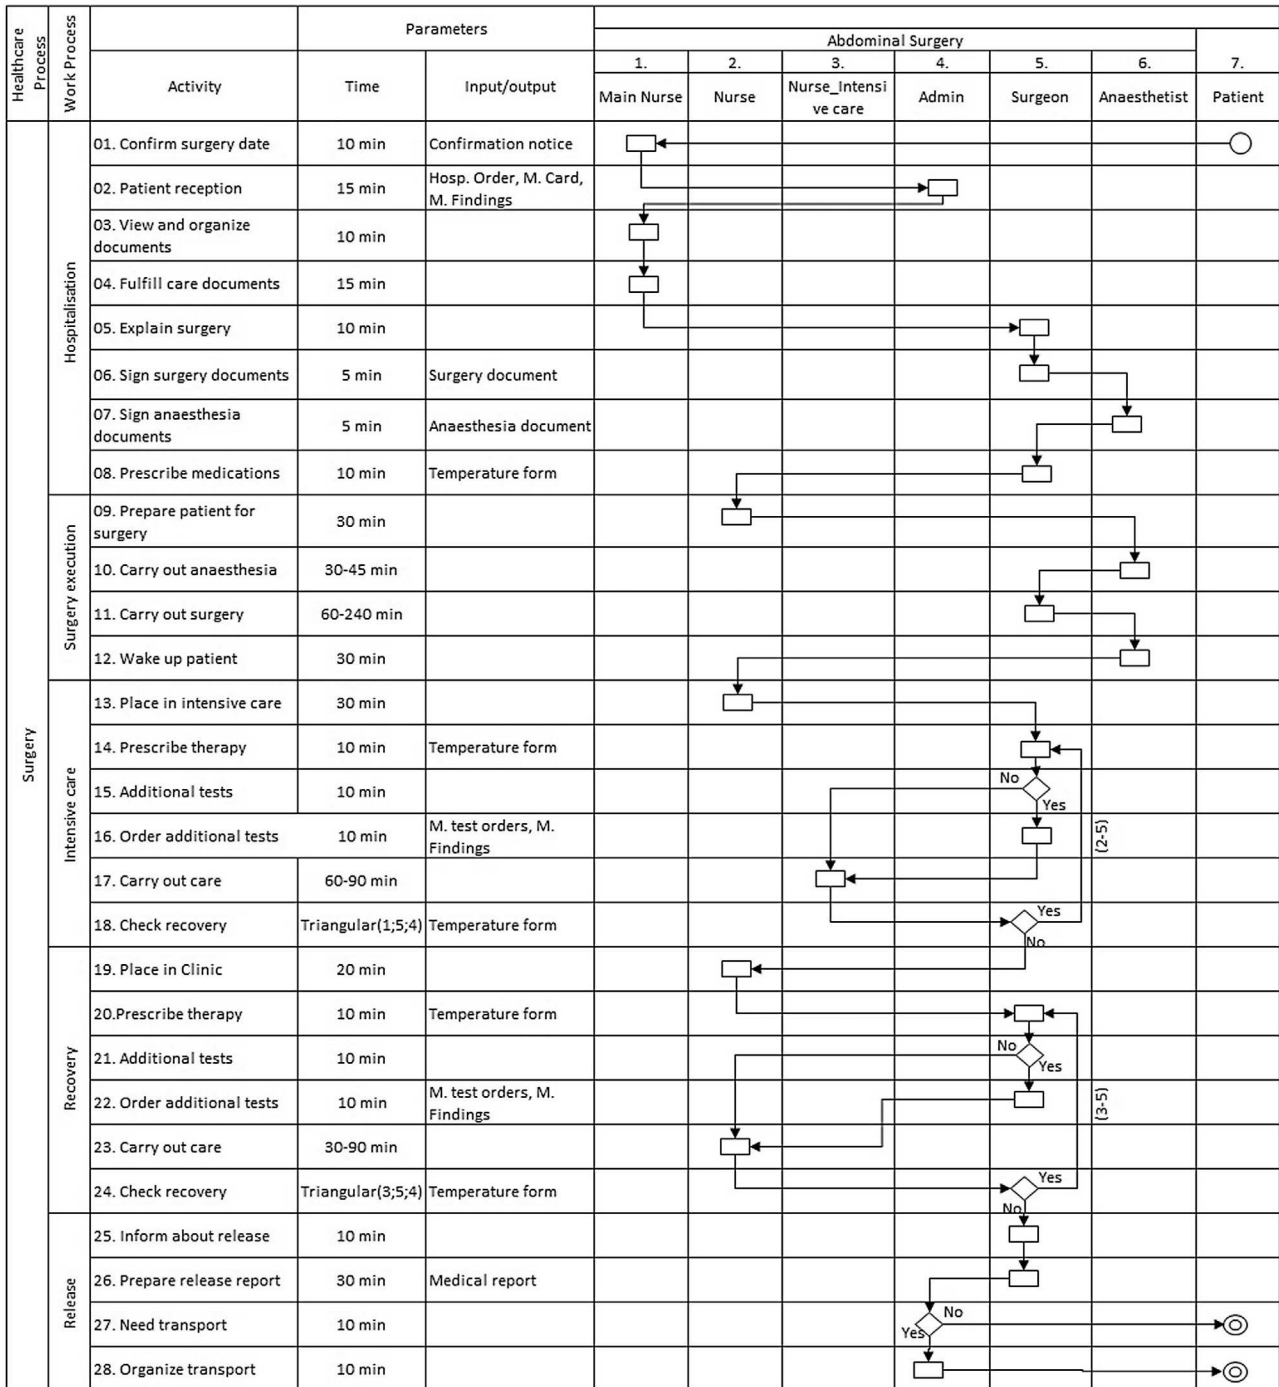 Healthcare
Process
Work Process
Parameters
Abdominal Surgery
Activity
Time
Input/output
1.
2.
3.
4.
5.
6.
7.
Main Nurse
Nurse
Nurse_Intensi
ve care
Admin
Surgeon
Anaesthetist
Patient
Surgery
Hospitalisation
01. Confirm surgery date
10 min
Confirmation notice
02. Patient reception
15 min
Hosp. Order, M. Card,
M. Findings
03. View and organize
documents
10 min
04. Fulfill care documents
15 min
05. Explain surgery
10 min
06. Sign surgery documents
5 min
Surgery document
07. Sign anaesthesia
documents
5 min
Anaesthesia document
08. Prescribe medications
10 min
Temperature form
Surgery execution
09. Prepare patient for
surgery
30 min
10. Carry out anaesthesia
30-45 min
11. Carry out surgery
60-240 min
12. Wake up patient
30 min
Intensive care
13. Place in intensive care
30 min
14. Prescribe therapy
10 min
Temperature form
15. Additional tests
10 min
No
Yes
16. Order additional tests
10 min
M. test orders, M.
Findings
(2-5)
17. Carry out care
60-90 min
18. Check recovery
Triangular(1;5;4)
Temperature form
Yes
No
Recovery
19. Place in Clinic
20 min
20.Prescribe therapy
10 min
Temperature form
21. Additional tests
10 min
No
Yes
22. Order additional tests
10 min
M. test orders, M.
Findings
(3-5)
23. Carry out care
30-90 min
24. Check recovery
Triangular(3;5;4)
Temperature form
Yes
No
Release
25. Inform about release
10 min
26. Prepare release report
30 min
Medical report
27. Need transport
10 min
No
Yes
28. Organize transport
10 min